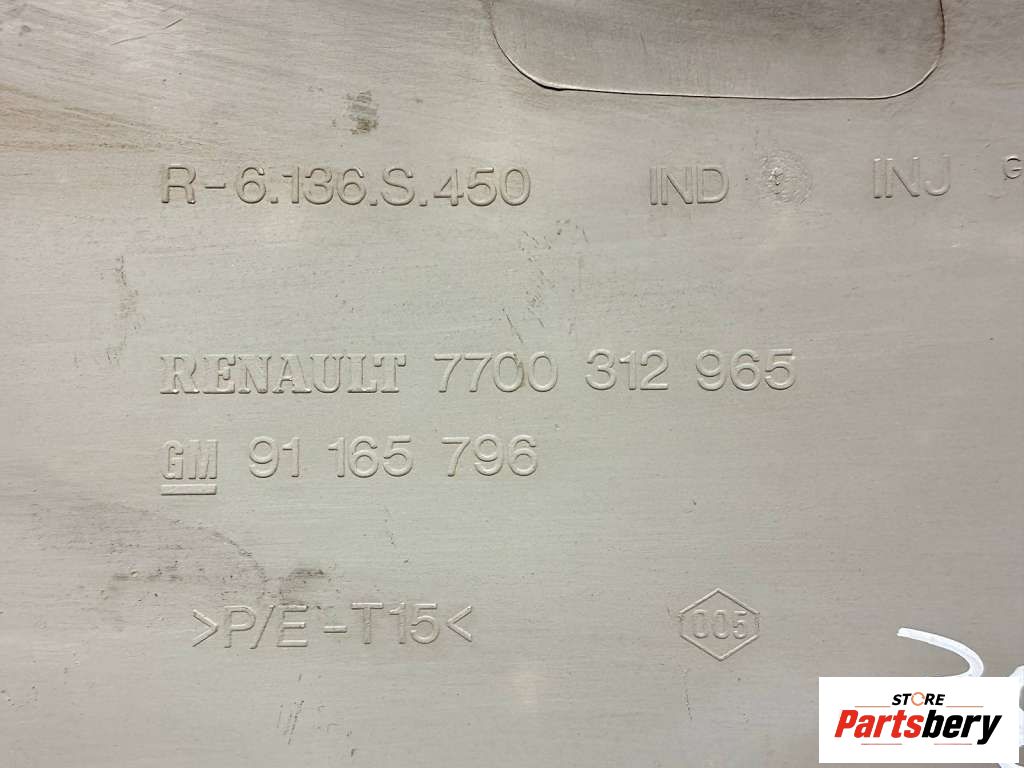 R-6.136.S.450 IND INJ G
RENAULT 7700 312 965
GM 91 165 796
>P/E-T15< 005
STORE
Partsbery